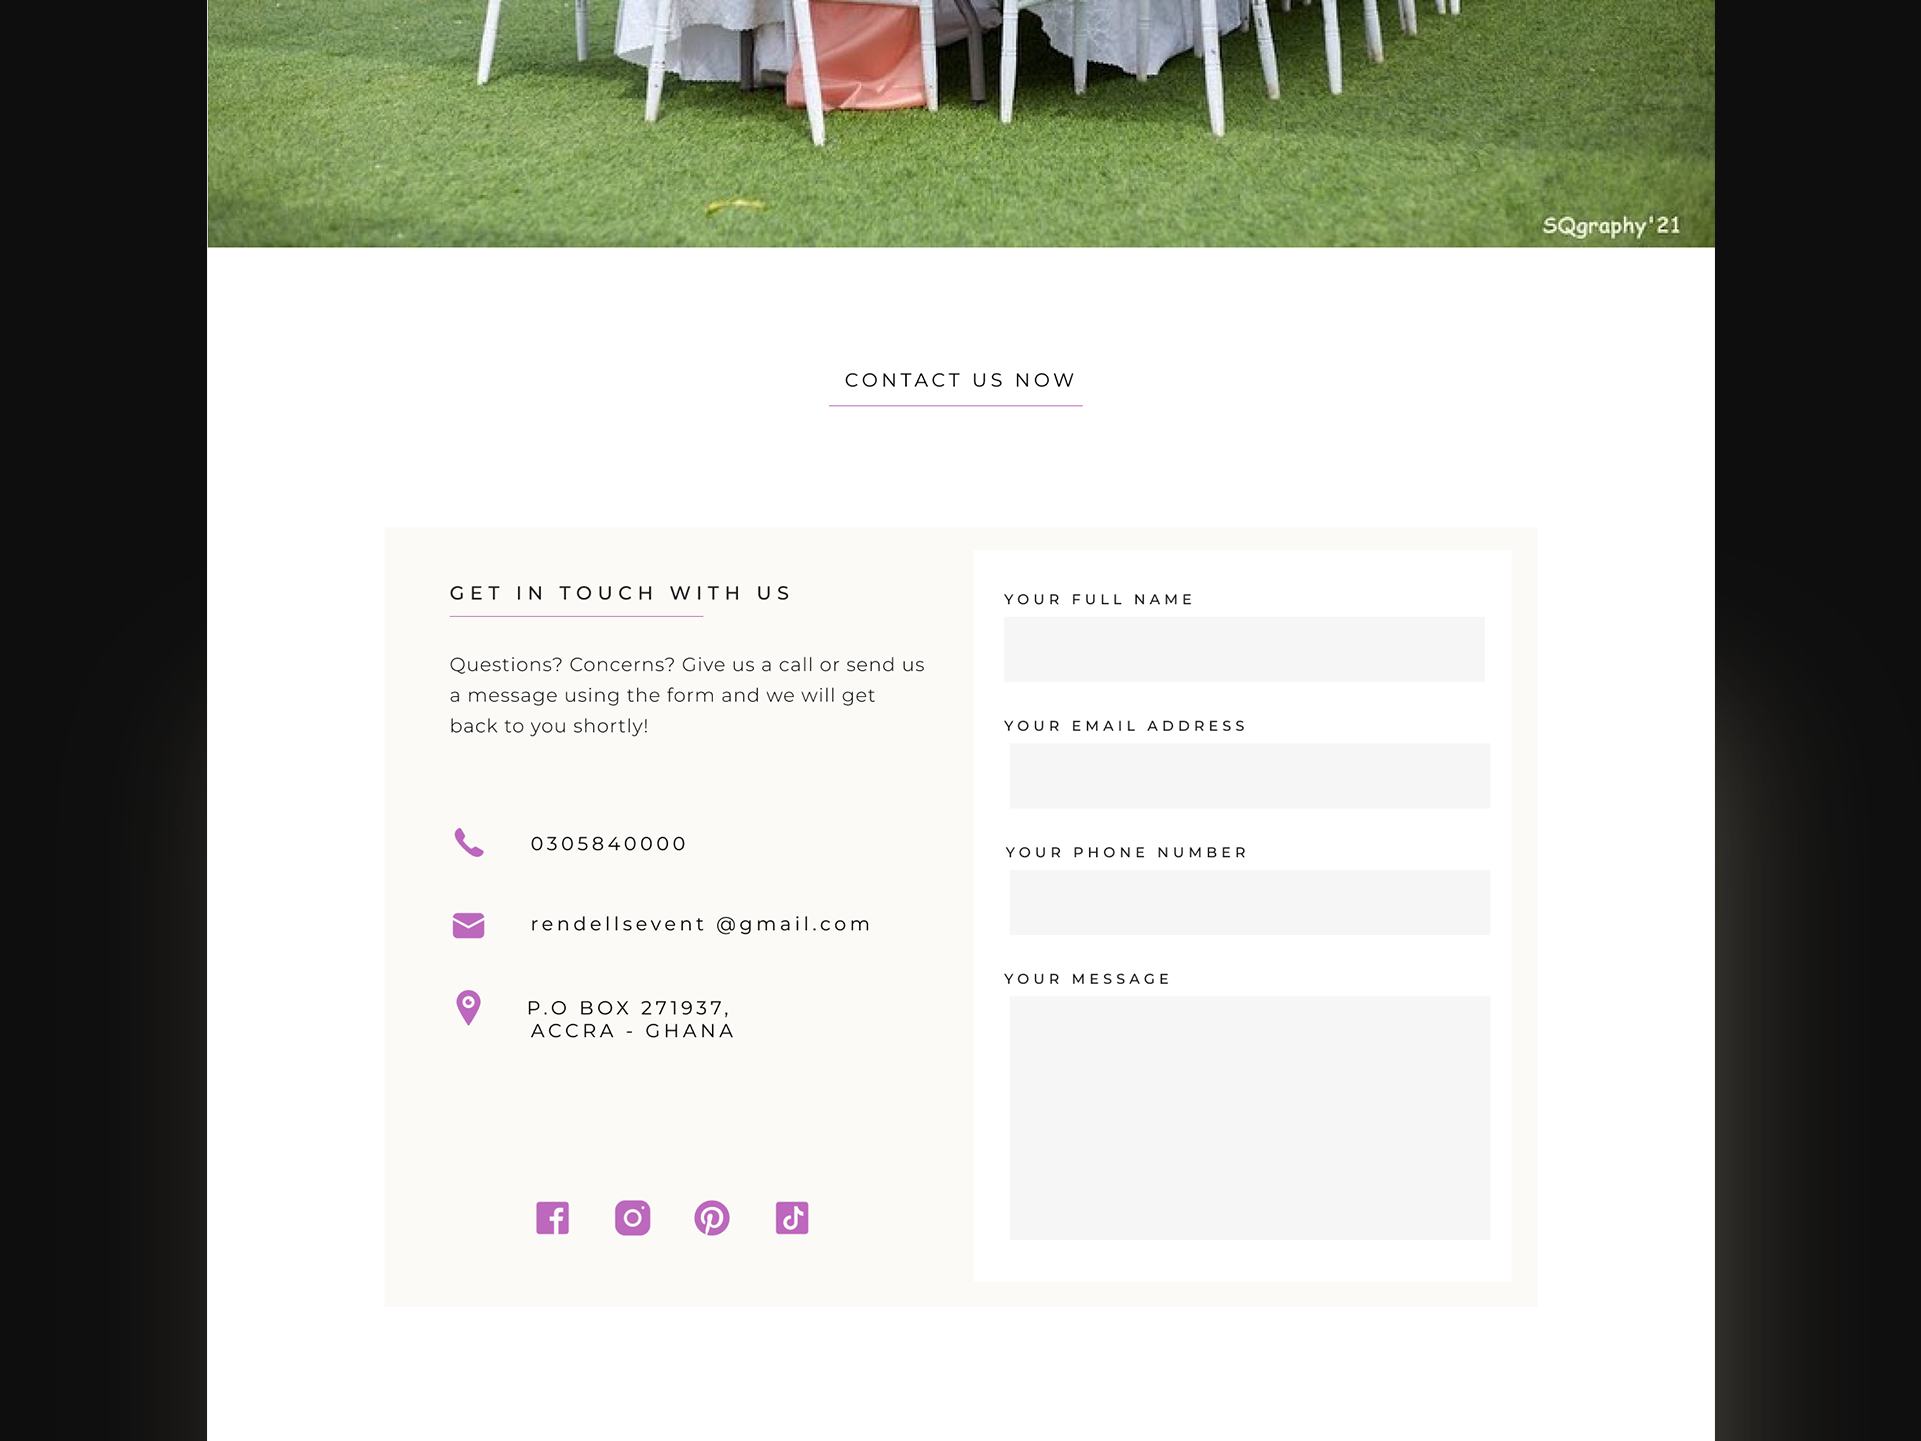 SQgraphy'21
CONTACT US NOW
GET IN TOUCH WITH US
Questions? Concerns? Give us a call or send us
a message using the form and we will get
back to you shortly!
0305840000
rendellsevent @gmail.com
P.O BOX 271937,
ACCRA - GHANA
YOUR FULL NAME
YOUR EMAIL ADDRESS
YOUR PHONE NUMBER
YOUR MESSAGE